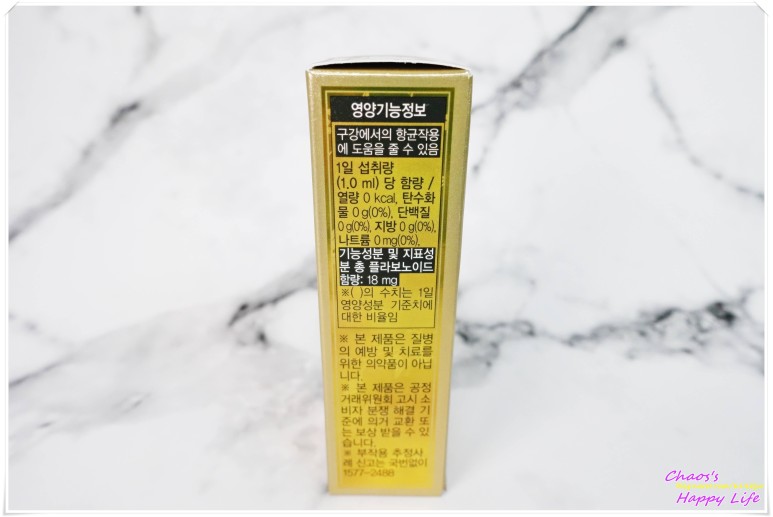 영양기능정보
구강에서의 항균작용
에 도움을 줄 수 있음
1일 섭취량
(1.0 ml) 당 함량 /
열량 0 kcal, 탄수화
물 0 g(0%), 단백질
0 g(0%), 지방 0 g(0%),
나트륨 0 mg(0%),
기능성분 및 지표성
분 총 플라보노이드
함량: 18 mg
※( )의 수치는 1일
영양성분 기준치에
대한 비율임
※ 본 제품은 질병
의 예방 및 치료를
위한 의약품이 아닙
니다.
※ 본 제품은 공정
거래위원회 고시 소
비자 분쟁 해결 기
준에 의거 교환 또
는 보상 받을 수 있
습니다.
※ 부작용 추정사
례 신고는 국번없이
1577-2488
Chaos's
Happy Life